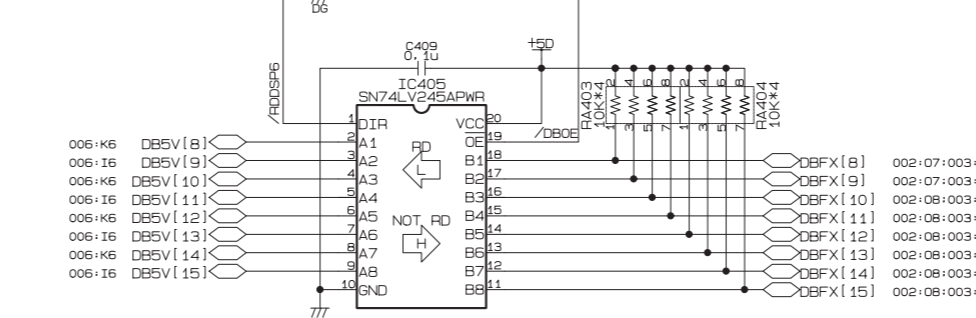 DG
C409
0.1u
+5D
IC405
SN74LV245APWR
/RDDSP6
RA403
10K*4
2 4 6 8 2 4 6 8
1 3 5 7 1 3 5 7
RA404
10K*4
1 DIR VCC 20
/DBOE
006:K6 DB5V[8] 2 A1 OE 19
RD
006:I6 DB5V[9] 3 A2 B1 18 DBFX[8] 002:07:003:
L
006:K6 DB5V[10] 4 A3 B2 17 DBFX[9] 002:07:003:
006:I6 DB5V[11] 5 A4 B3 16 DBFX[10] 002:08:003:
006:K6 DB5V[12] 6 A5 B4 15 DBFX[11] 002:08:003:
NOT RD
006:I6 DB5V[13] 7 A6 B5 14 DBFX[12] 002:08:003:
H
006:K6 DB5V[14] 8 A7 B6 13 DBFX[13] 002:08:003:
006:I6 DB5V[15] 9 A8 B7 12 DBFX[14] 002:08:003:
10 GND B8 11 DBFX[15] 002:08:003: